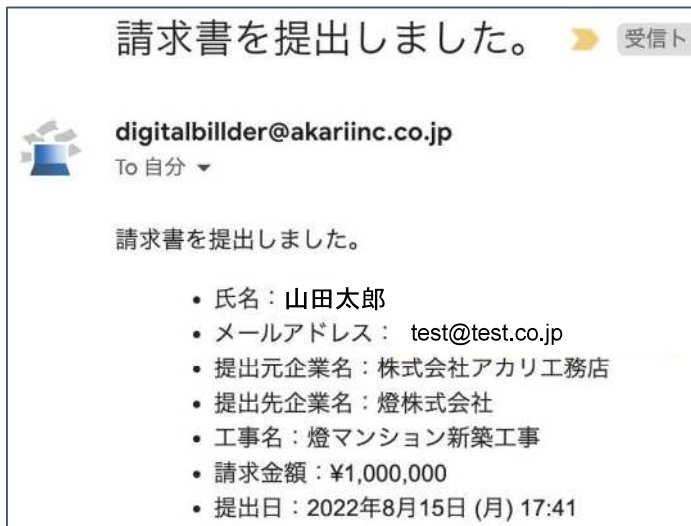 請求書を提出しました。 受信ト
digitalbillder@akariinc.co.jp
To 自分
請求書を提出しました。
• 氏名：山田太郎
• メールアドレス： test@test.co.jp
• 提出元企業名：株式会社アカリ工務店
• 提出先企業名：燈株式会社
• 工事名：燈マンション新築工事
• 請求金額：¥1,000,000
• 提出日：2022年8月15日 (月) 17:41